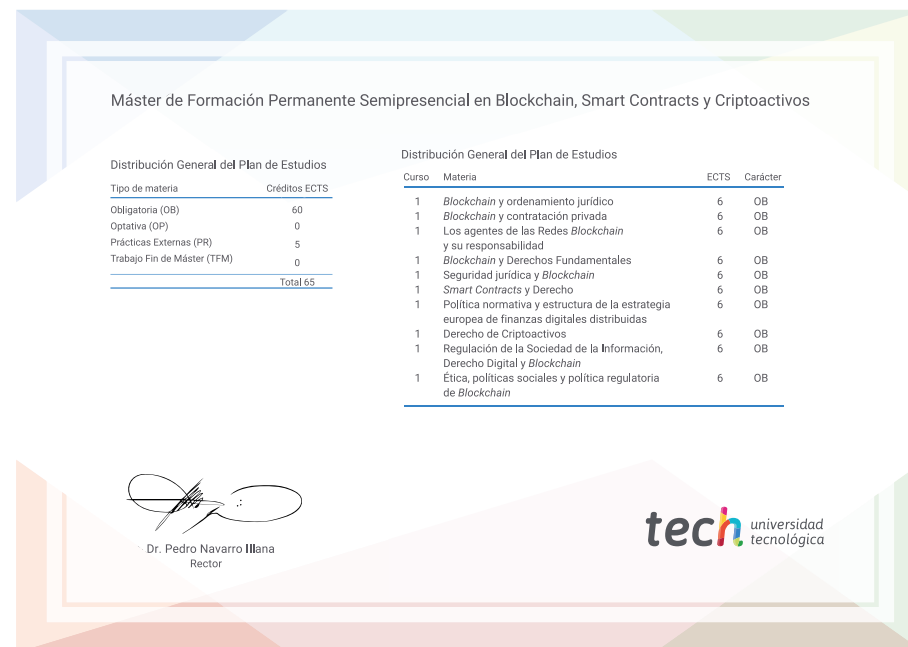 Máster de Formación Permanente Semipresencial en Blockchain, Smart Contracts y Criptoactivos
Distribución General del Plan de Estudios
Tipo de materia Créditos ECTS
Obligatoria (OB) 60
Optativa (OP) 0
Prácticas Externas (PR) 5
Trabajo Fin de Máster (TFM) 0
Total 65
Distribución General del Plan de Estudios
Curso Materia ECTS Carácter
1 Blockchain y ordenamiento jurídico 6 OB
1 Blockchain y contratación privada 6 OB
1 Los agentes de las Redes Blockchain 6 OB
y su responsabilidad
1 Blockchain y Derechos Fundamentales 6 OB
1 Seguridad jurídica y Blockchain 6 OB
1 Smart Contracts y Derecho 6 OB
1 Política normativa y estructura de la estrategia 6 OB
europea de finanzas digitales distribuidas
1 Derecho de Criptoactivos 6 OB
1 Regulación de la Sociedad de la Información, 6 OB
Derecho Digital y Blockchain
1 Ética, políticas sociales y política regulatoria 6 OB
de Blockchain
Dr. Pedro Navarro Illana
Rector
tech universidad
tecnológica